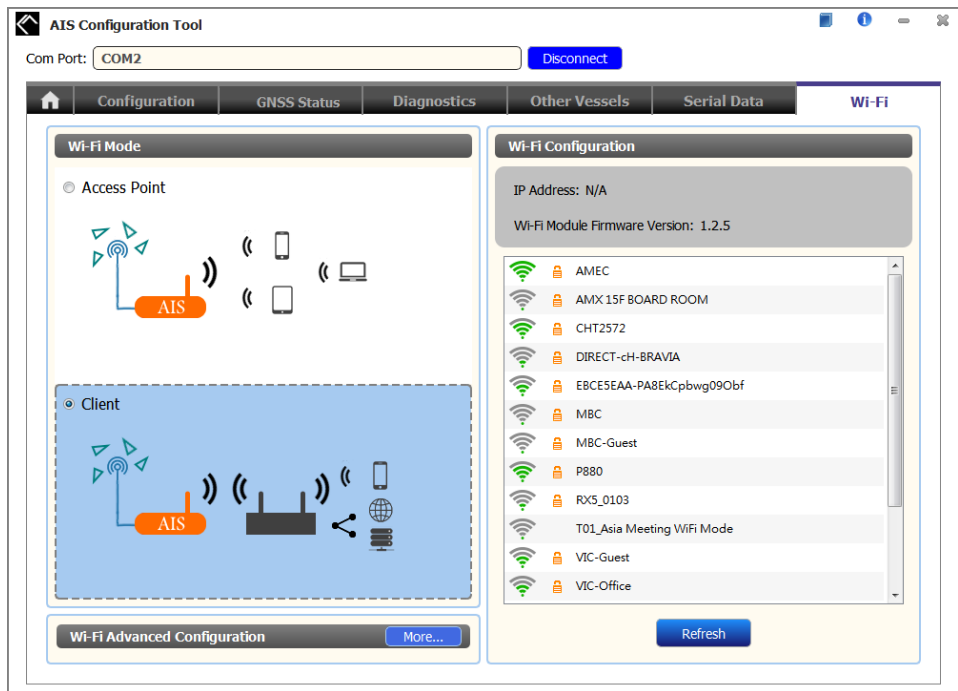 AIS Configuration Tool
Com Port: COM2 Disconnect
Configuration GNSS Status Diagnostics Other Vessels Serial Data Wi-Fi
Wi-Fi Mode
Access Point
AIS
Client
AIS
Wi-Fi Advanced Configuration More...
Wi-Fi Configuration
IP Address: N/A
Wi-Fi Module Firmware Version: 1.2.5
AMEC
AMX 15F BOARD ROOM
CHT2572
DIRECT-cH-BRAVIA
EBCE5EAA-PA8EkCpbwg09Obf
MBC
MBC-Guest
P880
RX5_0103
T01_Asia Meeting WiFi Mode
VIC-Guest
VIC-Office
Refresh